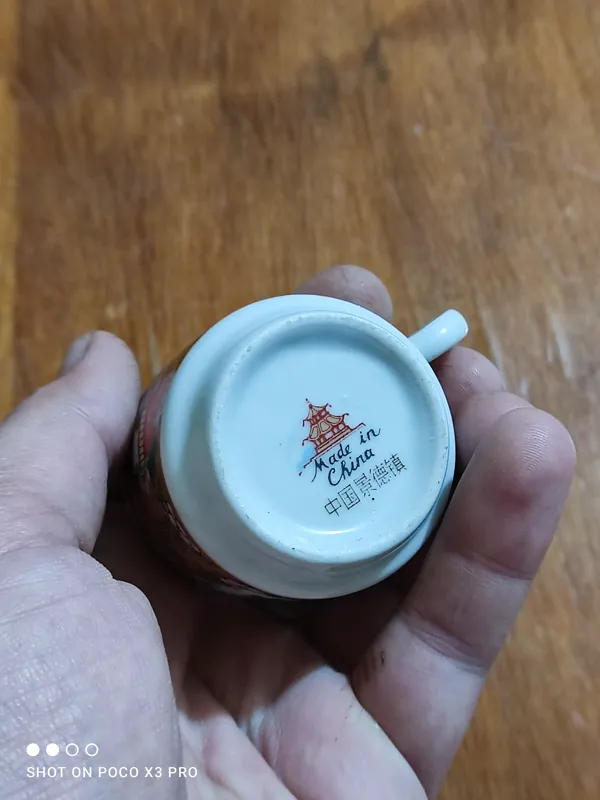 Made in
China
中国景德镇
SHOT ON POCO X3 PRO